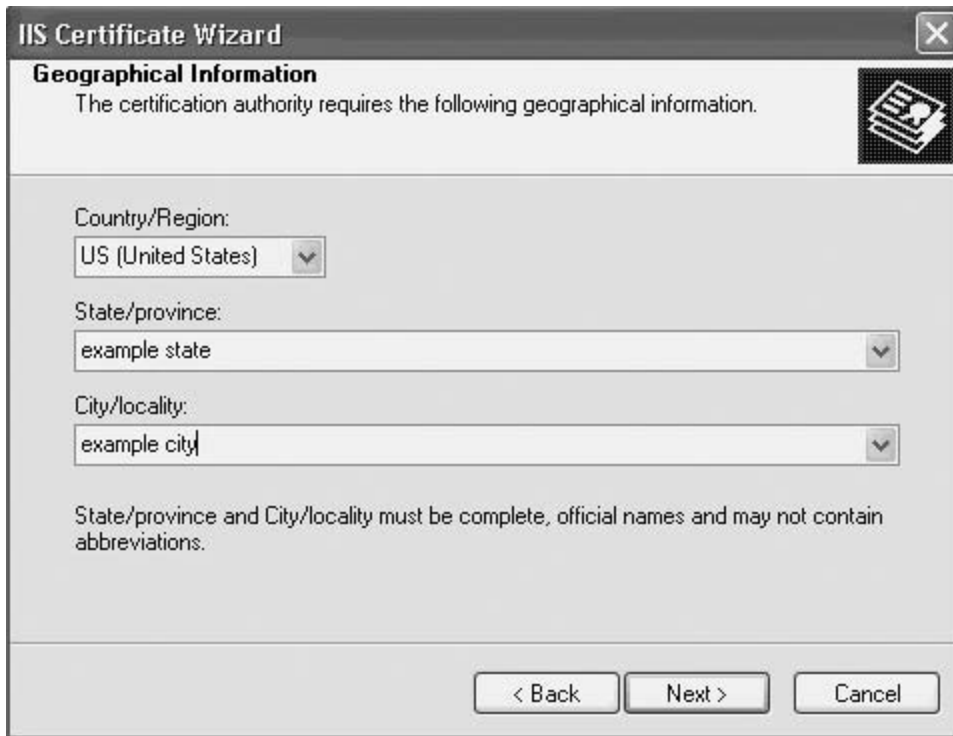 IIS Certificate Wizard
Geographical Information
The certification authority requires the following geographical information.
Country/Region:
US (United States)
State/province:
example state
City/locality:
example city
State/province and City/locality must be complete, official names and may not contain
abbreviations.
< Back
Next >
Cancel